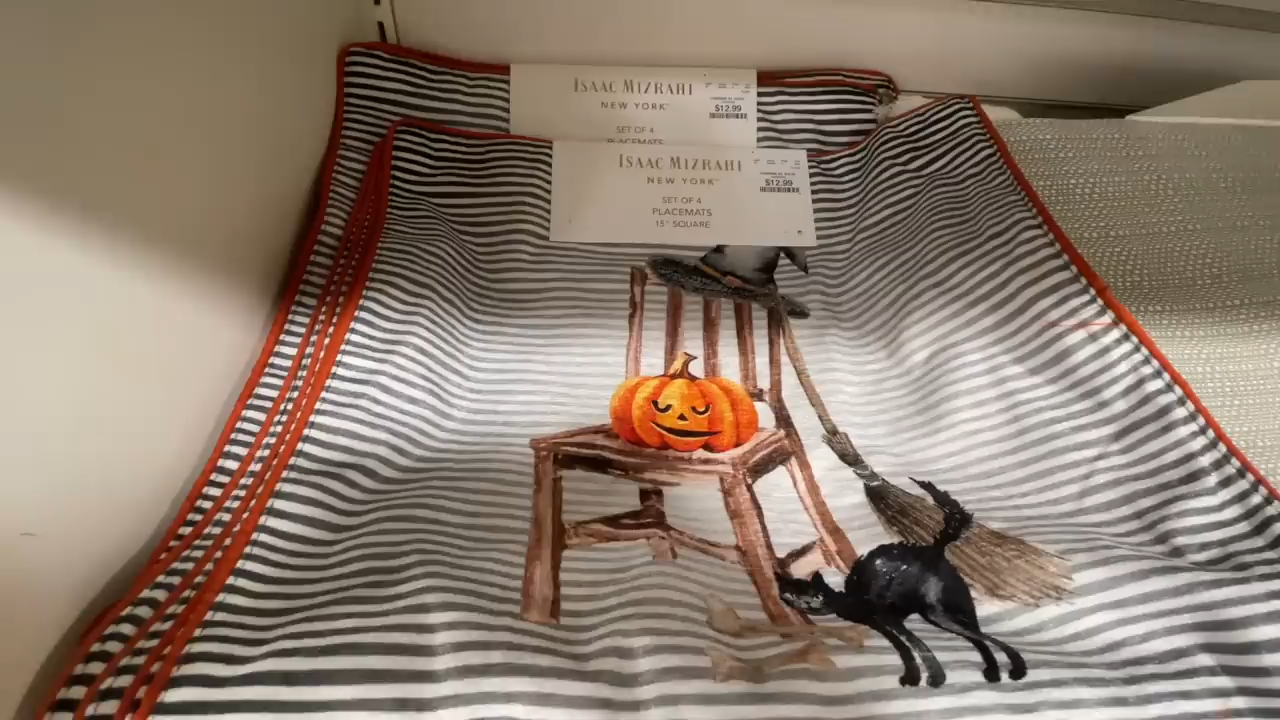 ISAAC MIZRAHI
NEW YORK
$12.99
SET OF 4
PLACEMATS
ISAAC MIZRAHI
NEW YORK
$12.99
SET OF 4
PLACEMATS
15" SQUARE